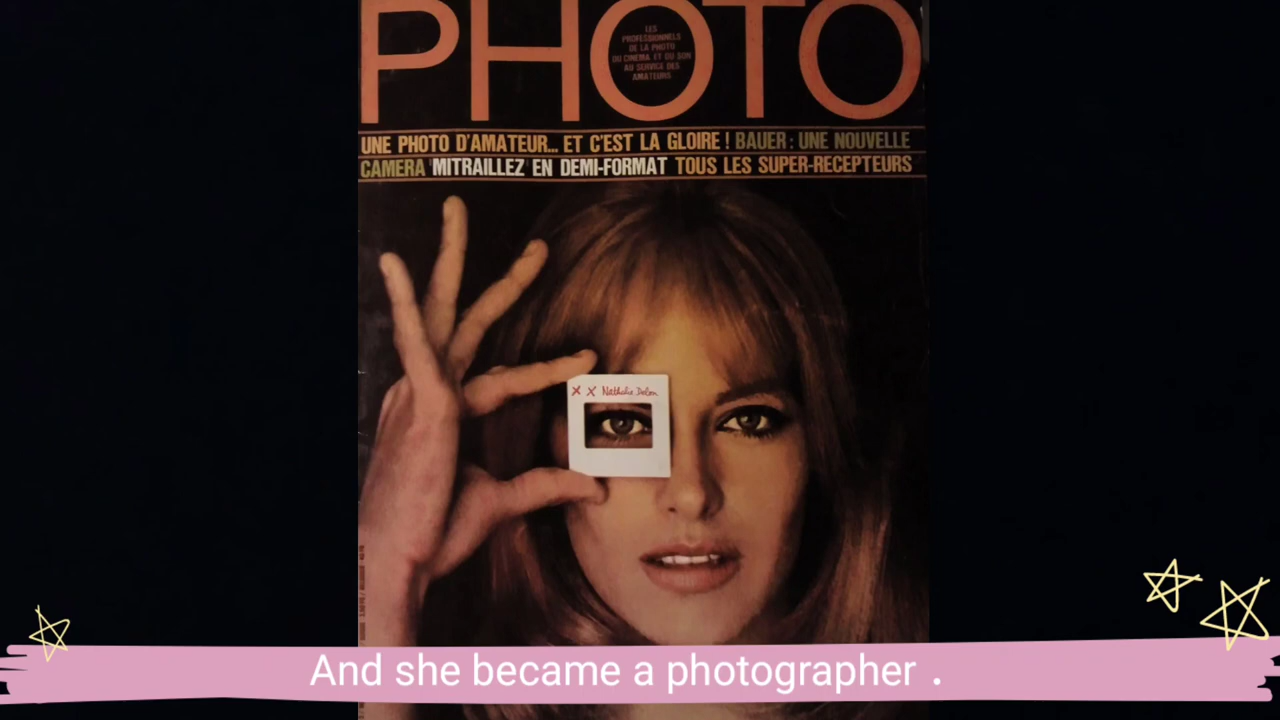 PHOTO
LES
PROFESSIONNELS
DE LA PHOTO
DU CINEMA ET DU SON
AU SERVICE DES
AMATEURS
UNE PHOTO D'AMATEUR... ET C'EST LA GLOIRE ! BAUER : UNE NOUVELLE
CAMERA MITRAILLEZ EN DEMI-FORMAT TOUS LES SUPER-RECEPTEURS
X X Nathalie Delon
And she became a photographer .